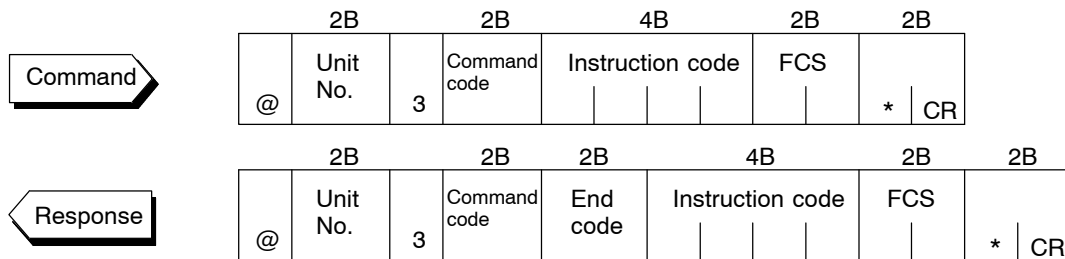 2B 2B 4B 2B 2B
Command
@ Unit No. 3 Command code Instruction code FCS * CR
2B 2B 2B 4B 2B 2B
Response
@ Unit No. 3 Command code End code Instruction code FCS * CR